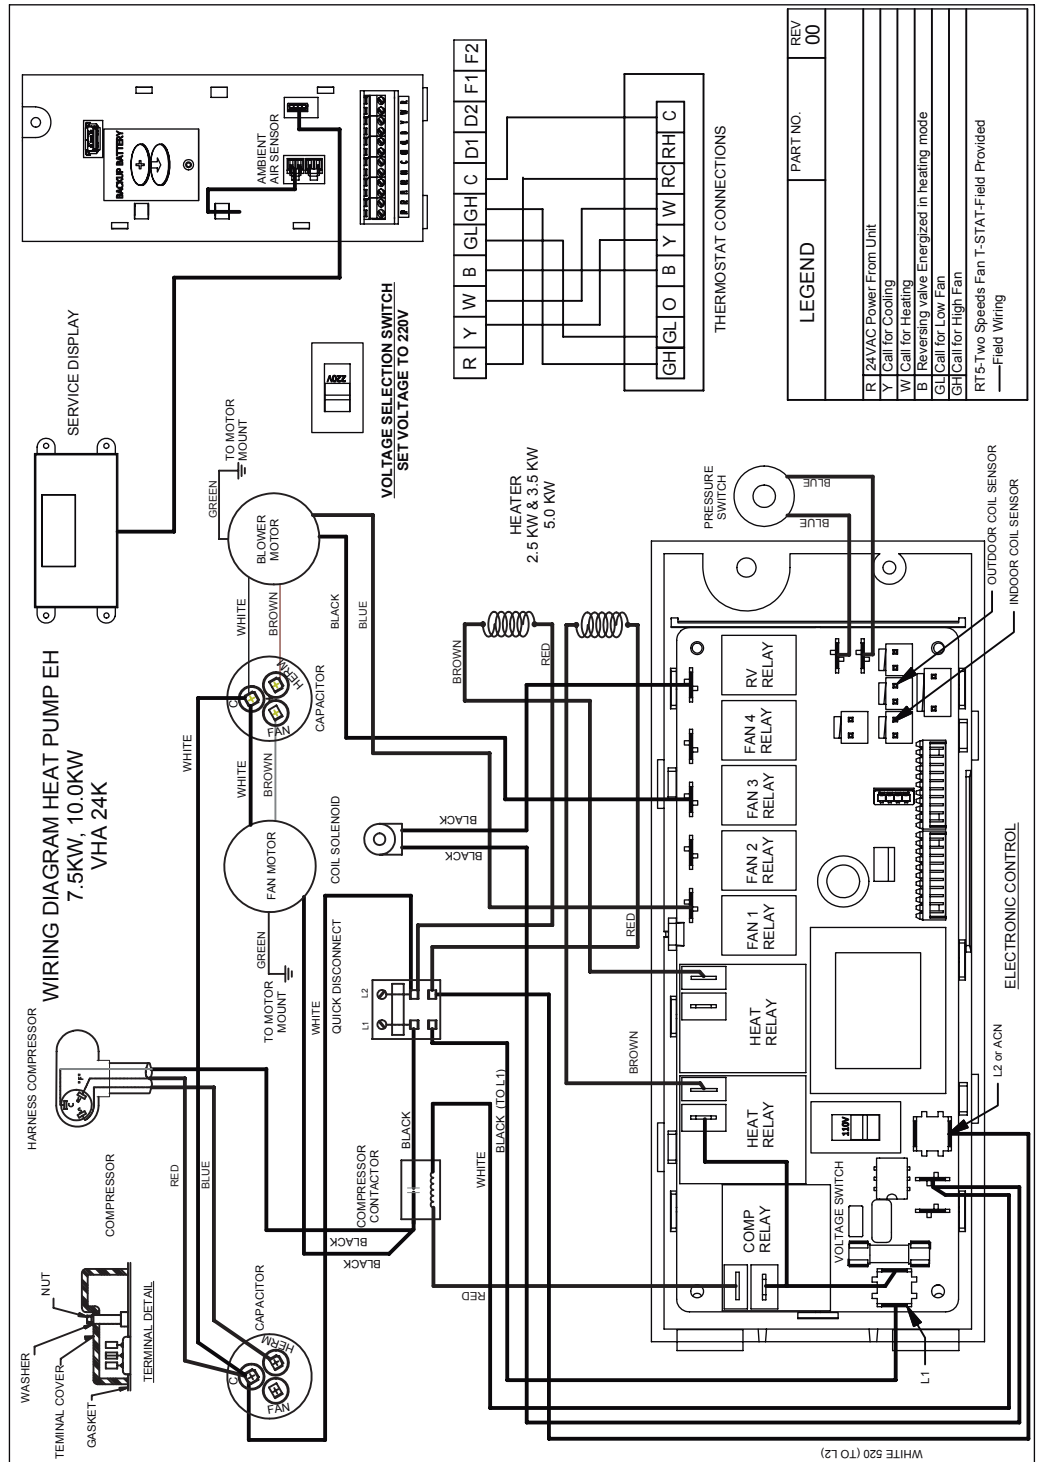 WIRING DIAGRAM HEAT PUMP EH
7.5KW, 10.0KW
VHA 24K
HARNESS COMPRESSOR
COMPRESSOR
WASHER
NUT
TEMINAL COVER
GASKET
TERMINAL DETAIL
RED
BLUE
CAPACITOR
C
HERM
FAN
WHITE
SERVICE DISPLAY
BACKUP BATTERY
AMBIENT
AIR SENSOR
FAN MOTOR
GREEN
TO MOTOR
MOUNT
WHITE
BROWN
C
HERM
FAN
CAPACITOR
WHITE
BROWN
BLOWER
MOTOR
GREEN
TO MOTOR
MOUNT
BLACK
BLUE
220V
VOLTAGE SELECTION SWITCH
SET VOLTAGE TO 220V
COIL SOLENOID
BLACK
BLACK
WHITE
QUICK DISCONNECT
L1
L2
COMPRESSOR
CONTACTOR
BLACK
BLACK
BLACK
BLACK (TO L1)
WHITE
RED
BROWN
RED
HEATER
2.5 KW & 3.5 KW
5.0 KW
BROWN
RED
R Y W B GL GH C D1 D2 F1 F2
GH GL O B Y W RC RH C
THERMOSTAT CONNECTIONS
PRESSURE
SWITCH
BLUE
BLUE
COMP
RELAY
HEAT
RELAY
HEAT
RELAY
FAN 1
RELAY
FAN 2
RELAY
FAN 3
RELAY
FAN 4
RELAY
RV
RELAY
VOLTAGE SWITCH
110V
L1
L2 or ACN
ELECTRONIC CONTROL
OUTDOOR COIL SENSOR
INDOOR COIL SENSOR
WHITE 520 (TO L2)
LEGEND
PART NO.
REV
00
R 24VAC Power From Unit
Y Call for Cooling
W Call for Heating
B Reversing valve Energized in heating mode
GL Call for Low Fan
GH Call for High Fan
RT5-Two Speeds Fan T-STAT-Field Provided
Field Wiring